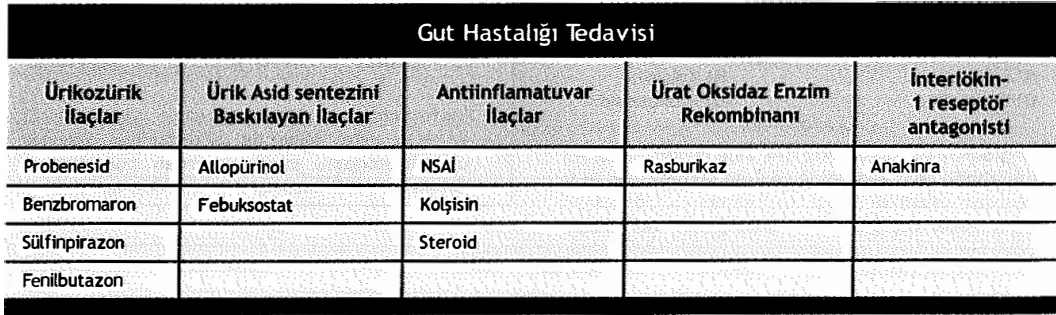 Gut Hastalığı Tedavisi
Ürikozürik İlaçlar
Ürik Asid sentezini Baskılayan İlaçlar
Antiinflamatuvar İlaçlar
Ürat Oksidaz Enzim Rekombinanı
İnterlökin-1 reseptör antagonisti
Probenesid Allopürinol NSAİ Rasburikaz Anakinra
Benzbromaron Febuksostat Kolşisin
Sülfinpirazon Steroid
Fenilbutazon